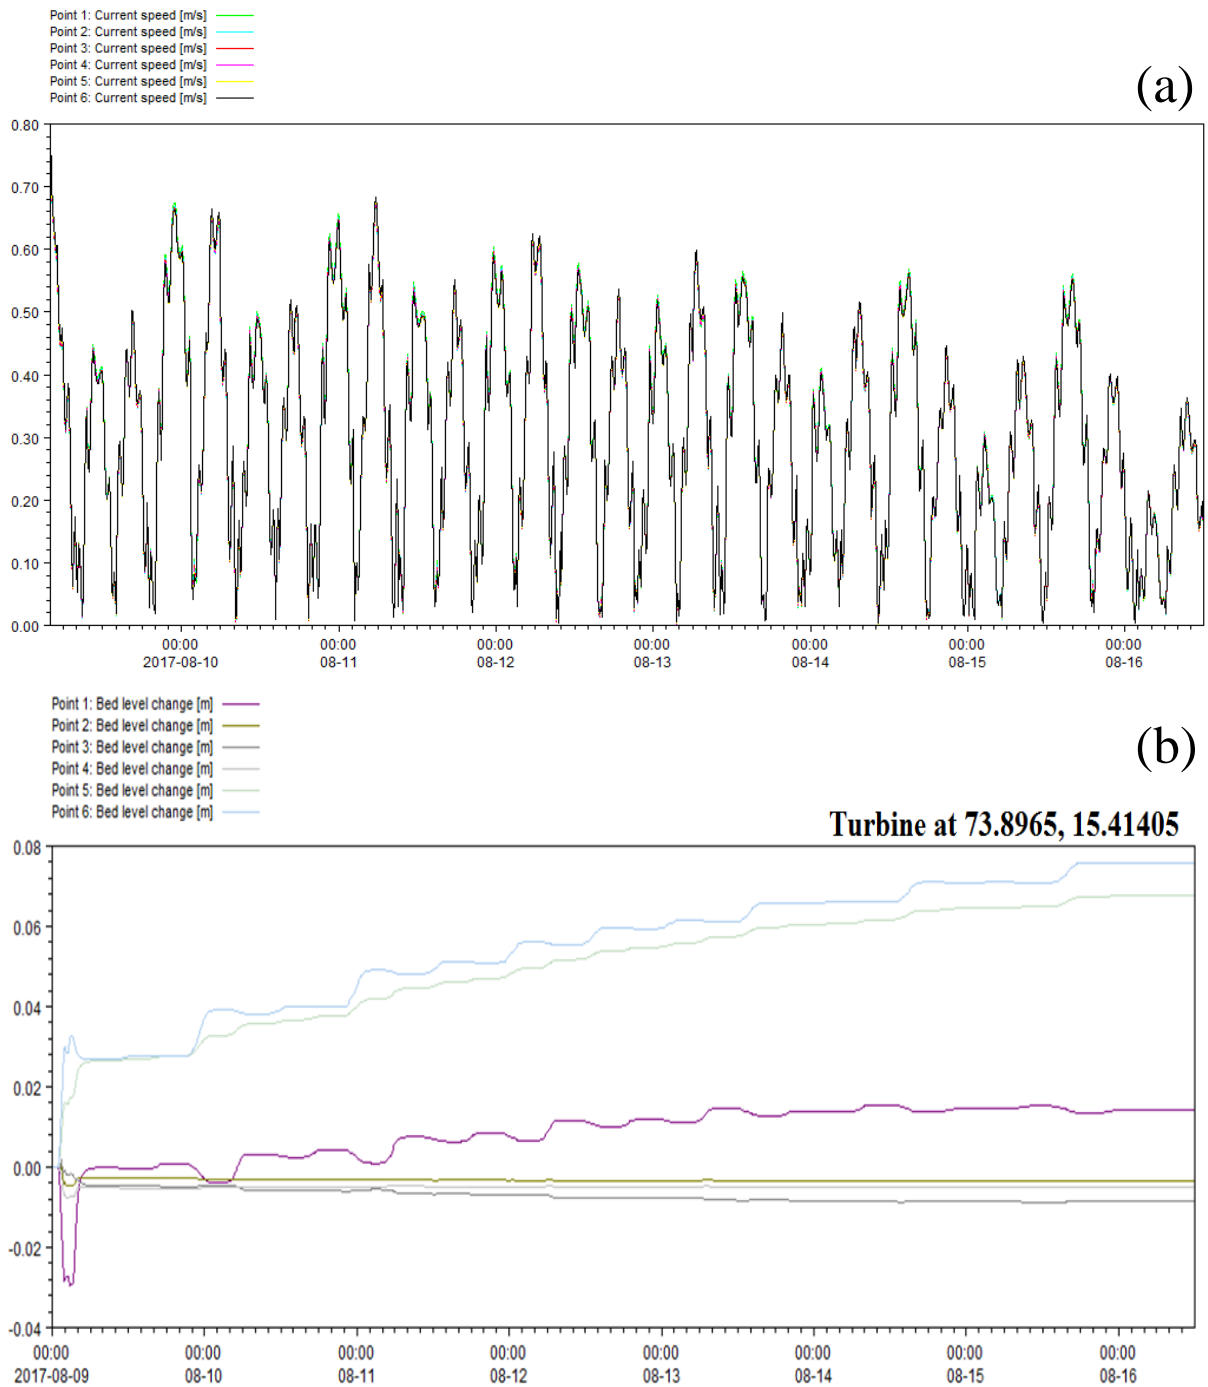 Point 1: Current speed [m/s]
Point 2: Current speed [m/s]
Point 3: Current speed [m/s]
Point 4: Current speed [m/s]
Point 5: Current speed [m/s]
Point 6: Current speed [m/s]
(a)
0.80
0.70
0.60
0.50
0.40
0.30
0.20
0.10
0.00
00:00 00:00 00:00 00:00 00:00 00:00 00:00
2017-08-10 08-11 08-12 08-13 08-14 08-15 08-16
Point 1: Bed level change [m]
Point 2: Bed level change [m]
Point 3: Bed level change [m]
Point 4: Bed level change [m]
Point 5: Bed level change [m]
Point 6: Bed level change [m]
(b)
Turbine at 73.8965, 15.41405
0.08
0.06
0.04
0.02
0.00
-0.02
-0.04
00:00 00:00 00:00 00:00 00:00 00:00 00:00 00:00
2017-08-09 08-10 08-11 08-12 08-13 08-14 08-15 08-16